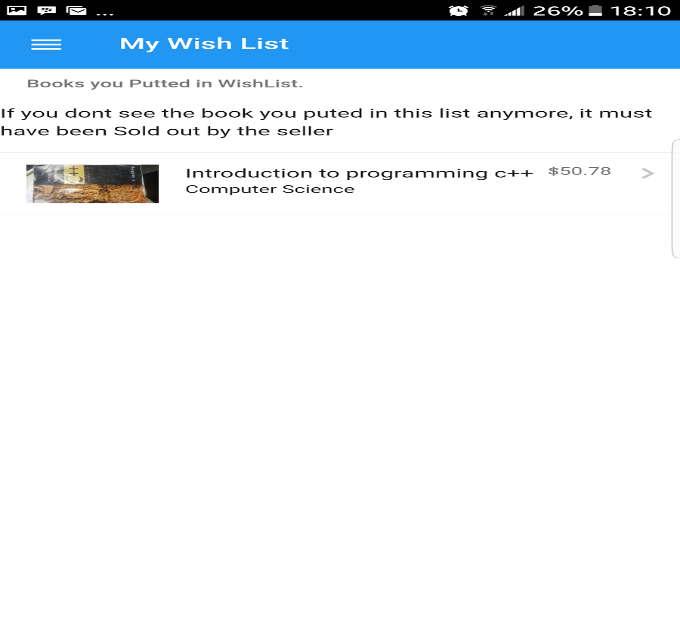 ... 26% 18:10
My Wish List
Books you Putted in WishList.
If you dont see the book you puted in this list anymore, it must
have been Sold out by the seller
Introduction to programming c++ $50.78
Computer Science